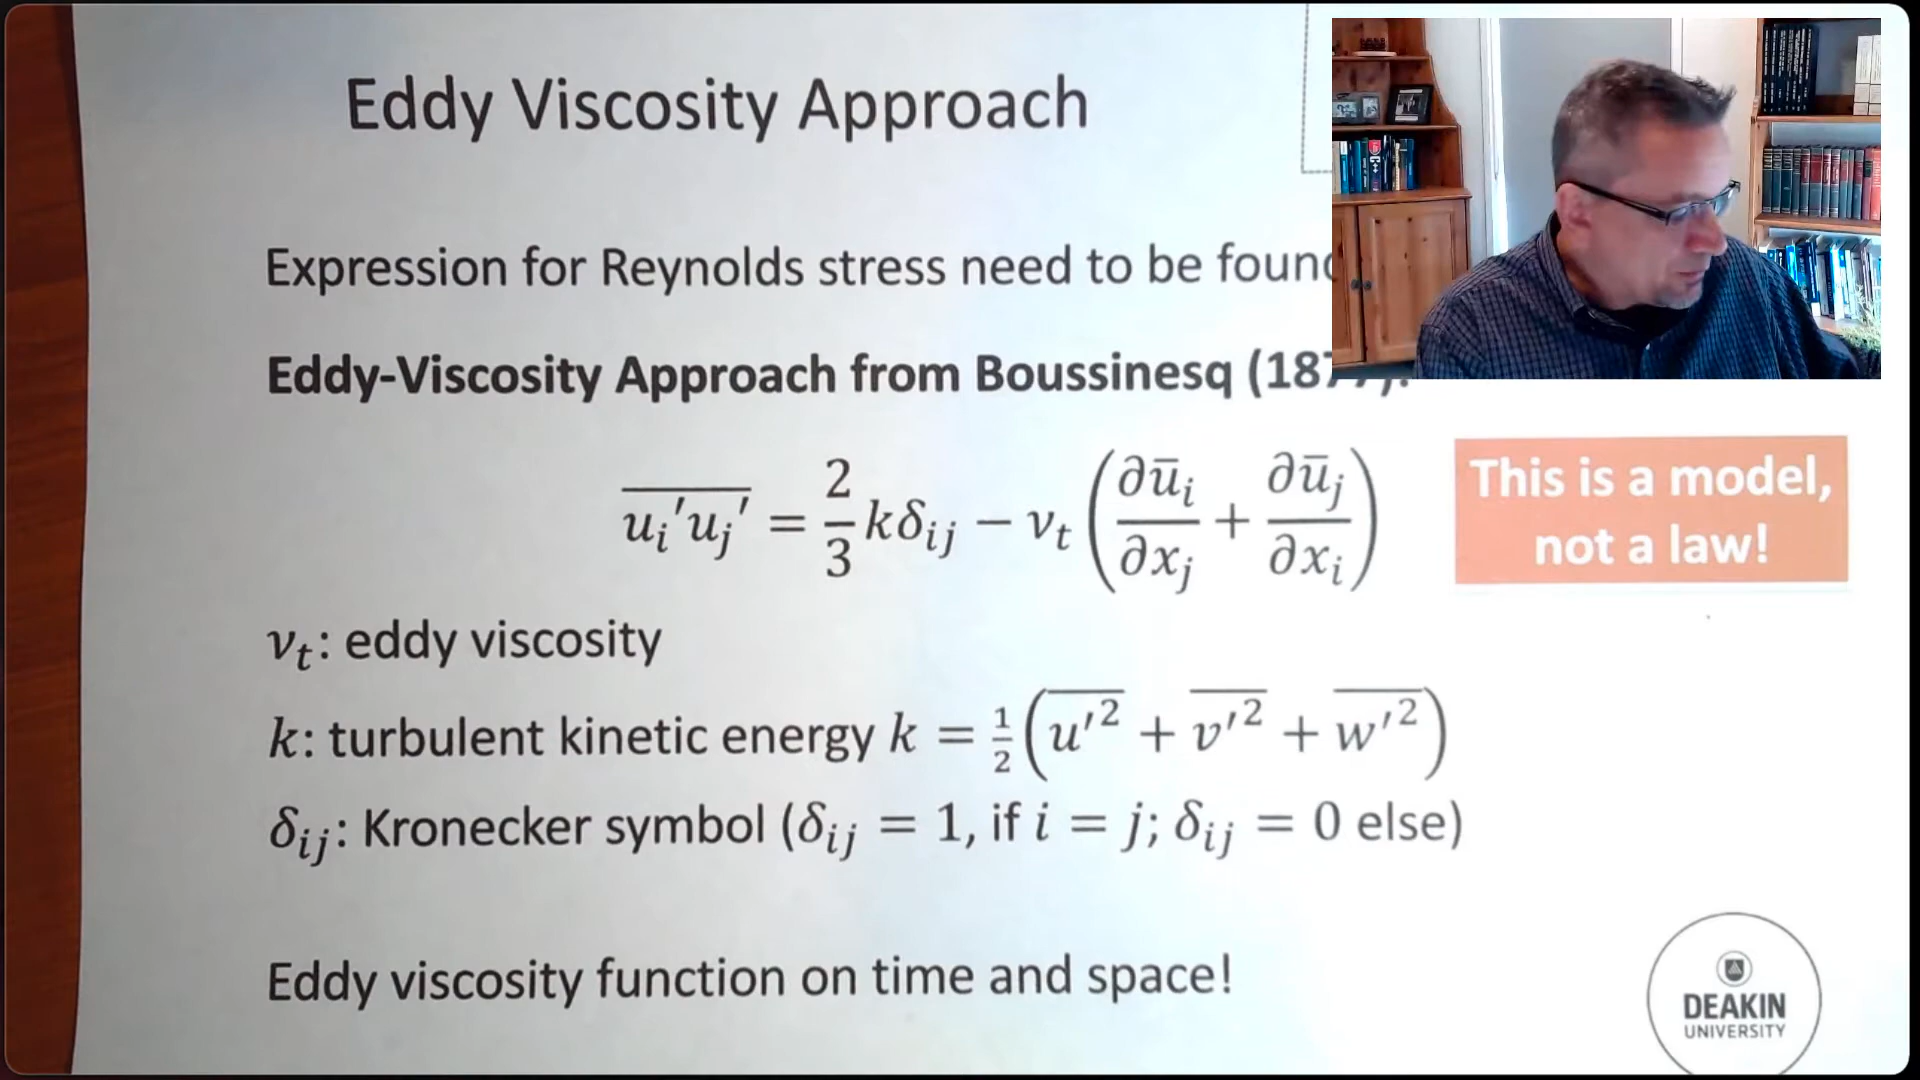 Eddy Viscosity Approach
Expression for Reynolds stress need to be found
Eddy-Viscosity Approach from Boussinesq (1877):
$\overline{u_i{'}u_j{'}} = \frac{2}{3}k\delta_{ij} - \nu_t\left(\frac{\partial \bar{u}_i}{\partial x_j} + \frac{\partial \bar{u}_j}{\partial x_i}\right)$
This is a model,
not a law!
$\nu_t$: eddy viscosity
$k$: turbulent kinetic energy $k = \frac{1}{2}\left(\overline{u'^2} + \overline{v'^2} + \overline{w'^2}\right)$
$\delta_{ij}$: Kronecker symbol ($\delta_{ij} = 1$, if $i = j$; $\delta_{ij} = 0$ else)
Eddy viscosity function on time and space!
DEAKIN
UNIVERSITY
C++